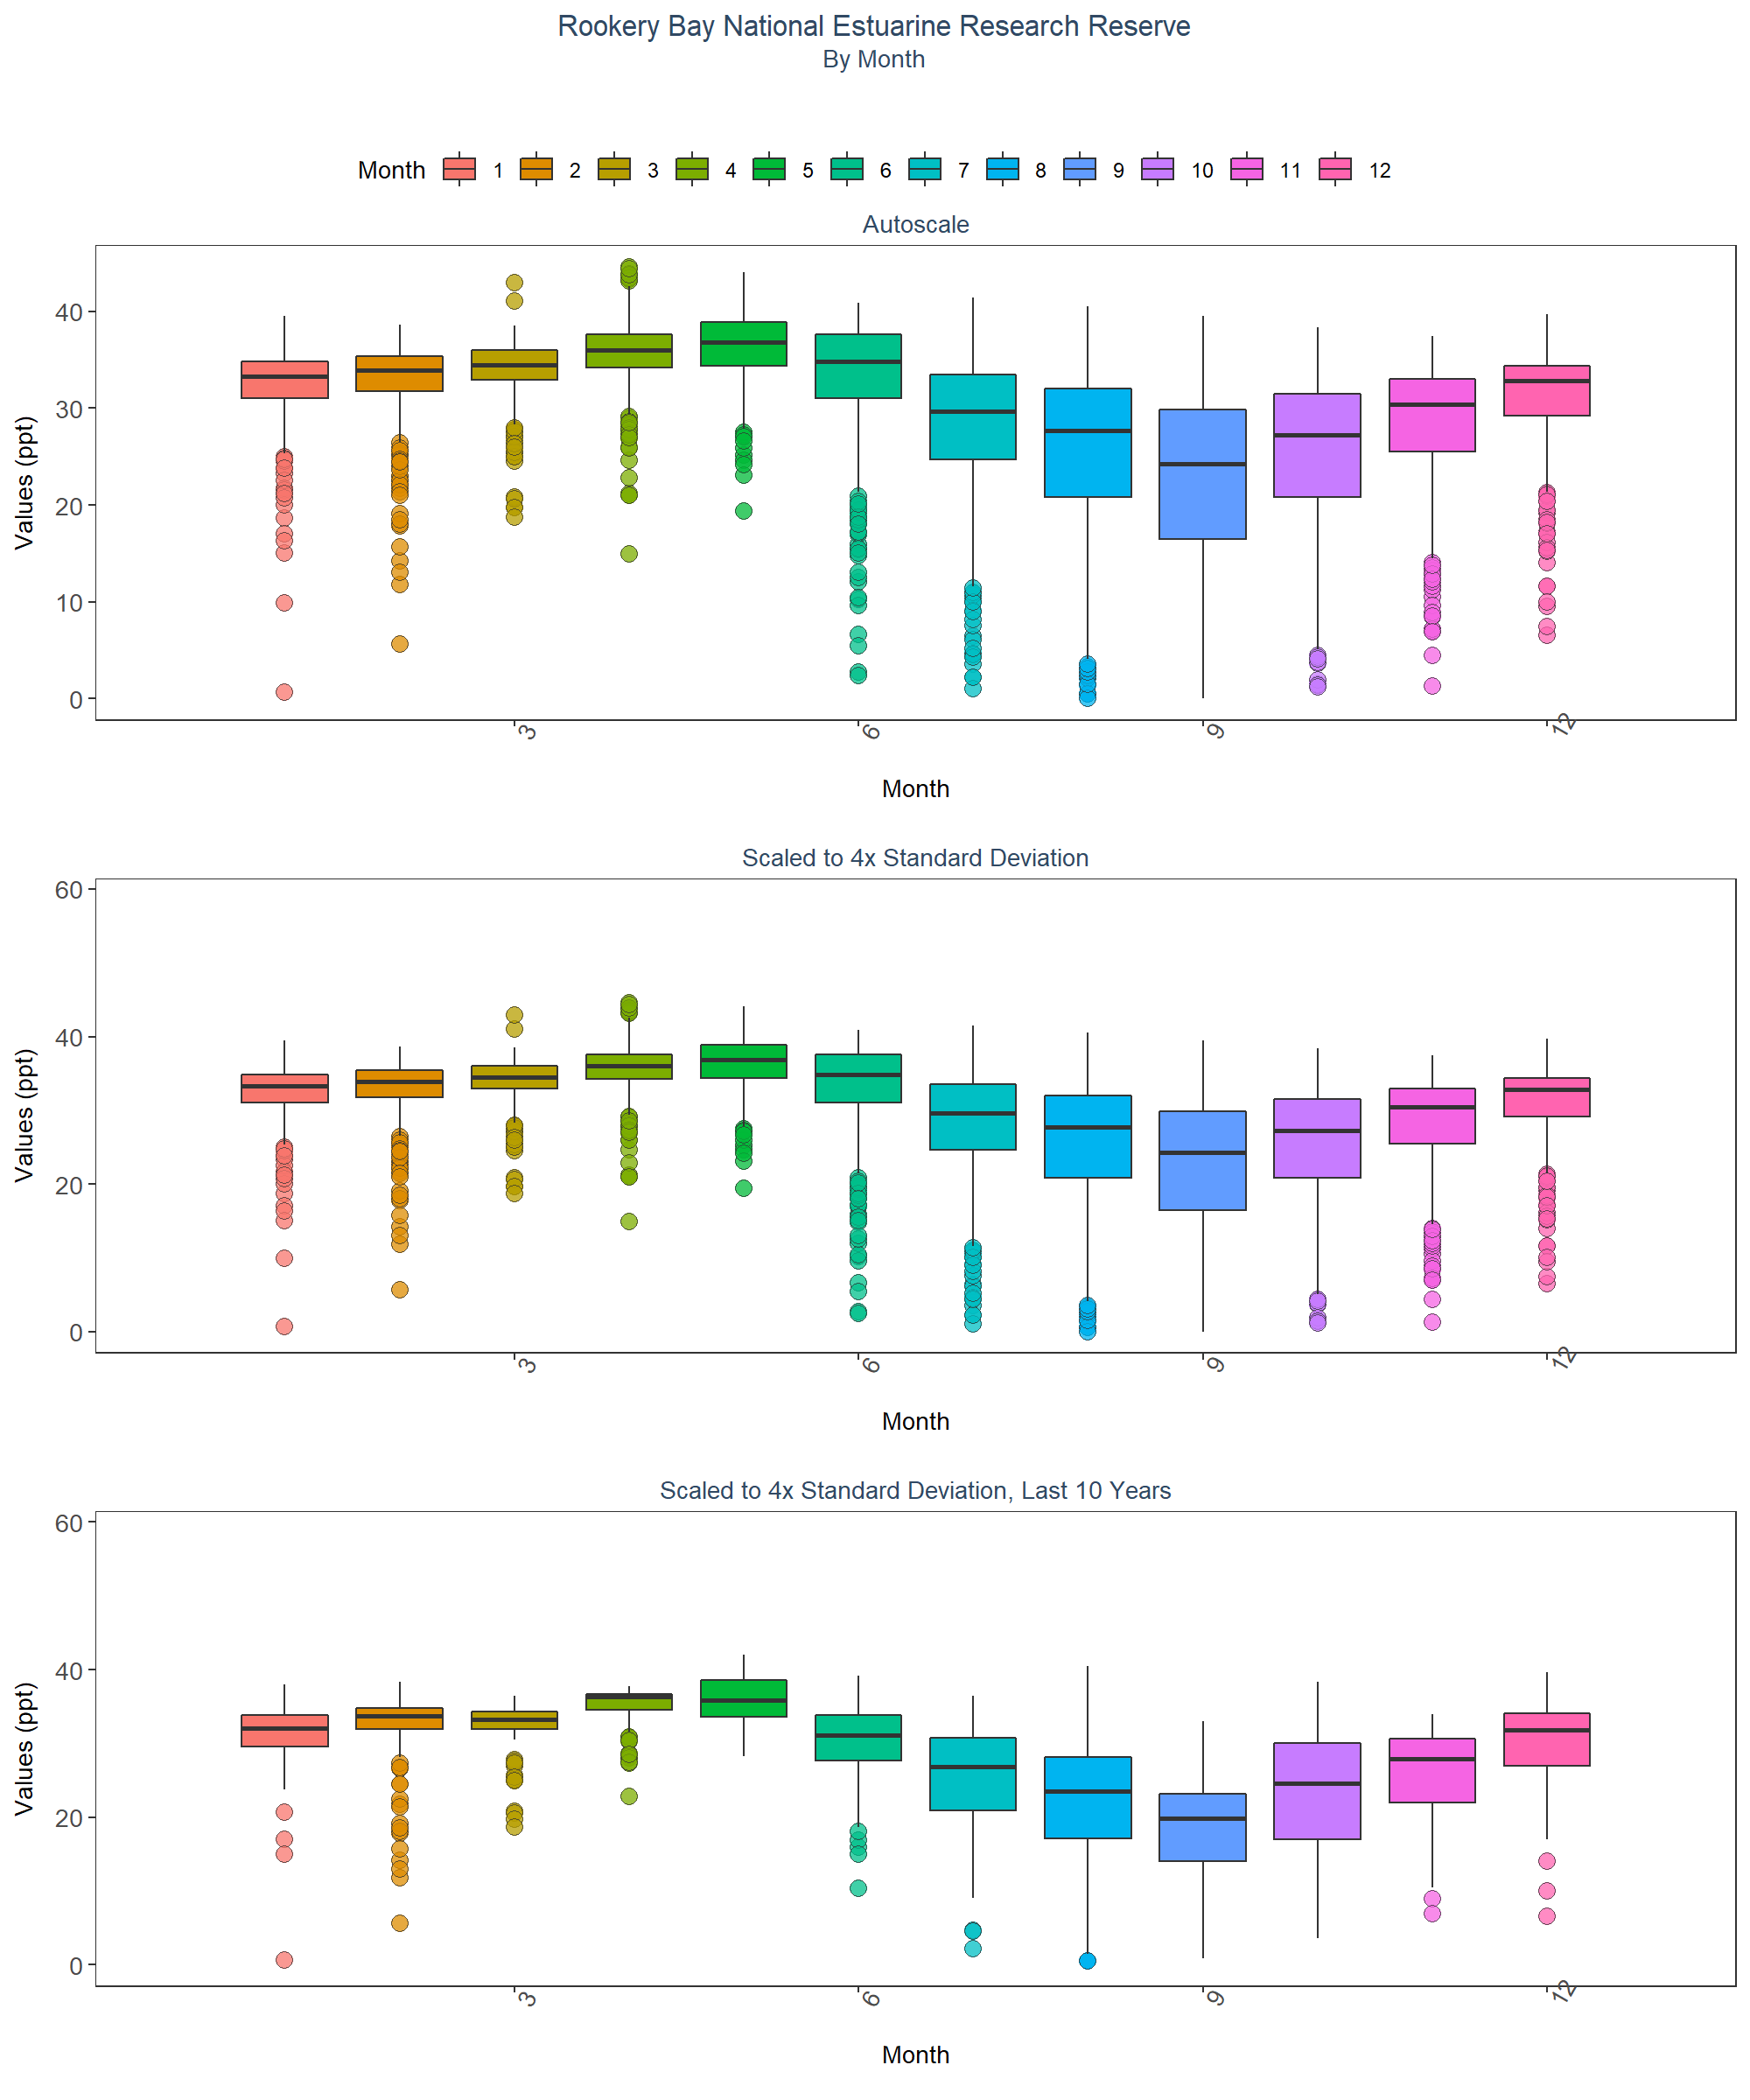 Rookery Bay National Estuarine Research Reserve
By Month
Month 1 2 3 4 5 6 7 8 9 10 11 12
Autoscale
Values (ppt)
40
30
20
10
0
3 6 9 12
Month
Scaled to 4x Standard Deviation
Values (ppt)
60
40
20
0
3 6 9 12
Month
Scaled to 4x Standard Deviation, Last 10 Years
Values (ppt)
60
40
20
0
3 6 9 12
Month